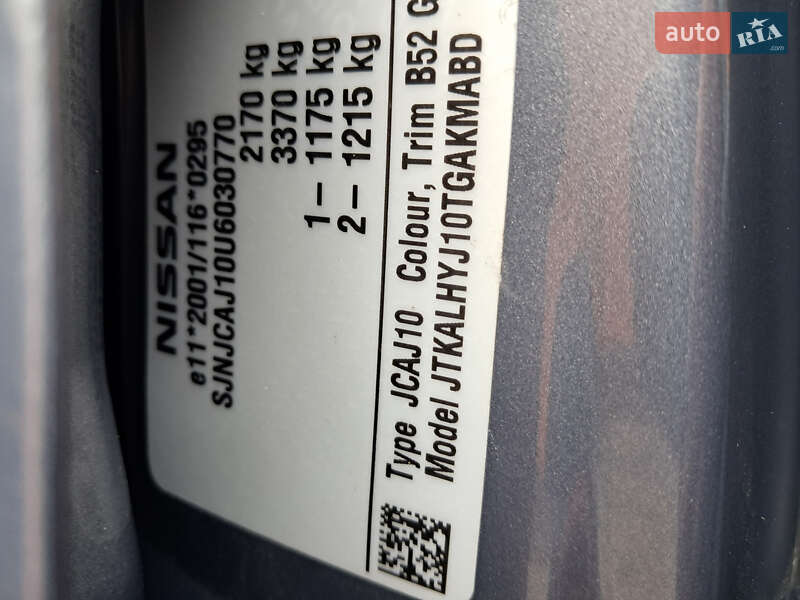 NISSAN
e11*2001/116*0295
SJNJCAJ10U6030770
2170 kg
3370 kg
1– 1175 kg
2– 1215 kg
Type JCAJ10 Colour, Trim B52 G
Model JTKALHYJ10TGAKMABD
auto RIA .com